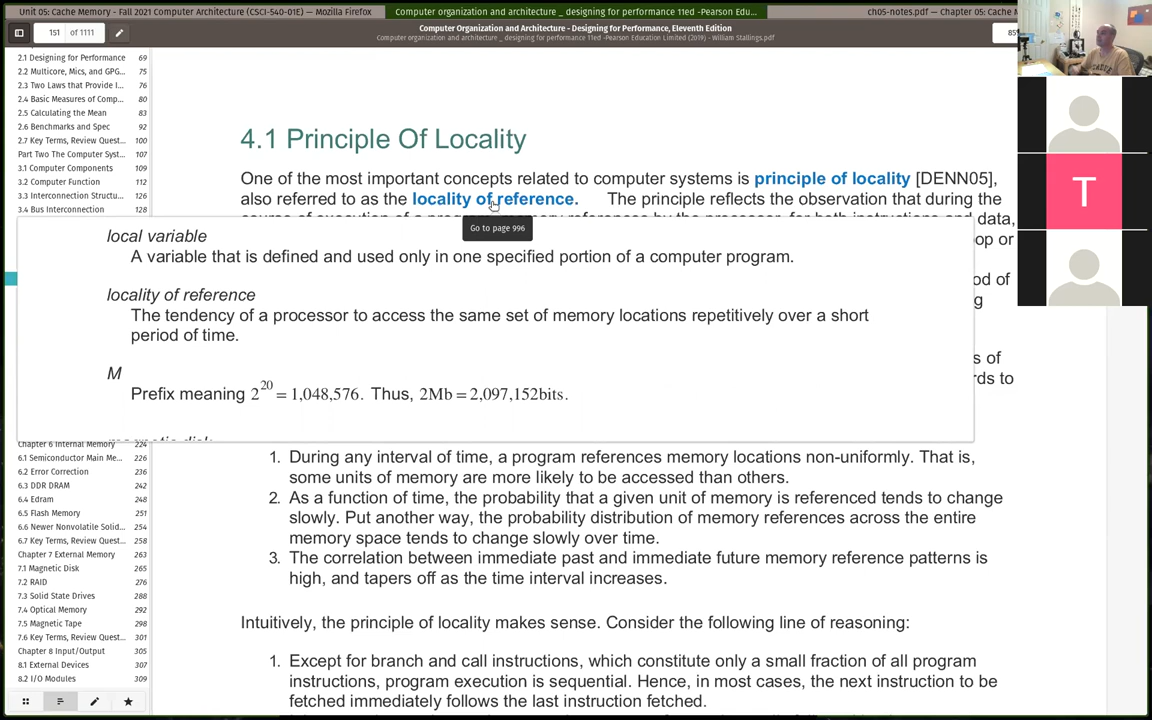 Unit 05: Cache Memory - Fall 2021 Computer Architecture (CSCI-540-01E) — Mozilla Firefox
Computer organization and architecture _ designing for performance 11ed -Pearson Edu...
ch05-notes.pdf — Chapter 05: Cache M
151 of 1111
Computer Organization and Architecture - Designing for Performance, Eleventh Edition
Computer organization and architecture _ designing for performance 11ed -Pearson Education Limited (2019) - William Stallings.pdf
85
2.1 Designing for Performance 69
2.2 Multicore, Mics, and GPG... 75
2.3 Two Laws that Provide I... 76
2.4 Basic Measures of Comp... 80
2.5 Calculating the Mean 83
2.6 Benchmarks and Spec 92
2.7 Key Terms, Review Quest... 100
Part Two The Computer Syst... 107
3.1 Computer Components 109
3.2 Computer Function 112
3.3 Interconnection Structu... 126
3.4 Bus Interconnection 128
4.1 Principle Of Locality
One of the most important concepts related to computer systems is principle of locality [DENN05],
also referred to as the locality of reference. The principle reflects the observation that during the
and data,
Go to page 996
op or
od of
g
s of
rds to
local variable
A variable that is defined and used only in one specified portion of a computer program.
locality of reference
The tendency of a processor to access the same set of memory locations repetitively over a short
period of time.
M
Prefix meaning 2^20 = 1,048,576. Thus, 2Mb = 2,097,152bits.
magnetic disk
T
Chapter 6 Internal Memory 224
6.1 Semiconductor Main Me... 226
6.2 Error Correction 236
6.3 DDR DRAM 242
6.4 Edram 248
6.5 Flash Memory 251
6.6 Newer Nonvolatile Solid... 254
6.7 Key Terms, Review Quest... 258
Chapter 7 External Memory 263
7.1 Magnetic Disk 265
7.2 RAID 276
7.3 Solid State Drives 288
7.4 Optical Memory 292
7.5 Magnetic Tape 298
7.6 Key Terms, Review Quest... 301
Chapter 8 Input/Output 305
8.1 External Devices 307
8.2 I/O Modules 309
1. During any interval of time, a program references memory locations non-uniformly. That is,
some units of memory are more likely to be accessed than others.
2. As a function of time, the probability that a given unit of memory is referenced tends to change
slowly. Put another way, the probability distribution of memory references across the entire
memory space tends to change slowly over time.
3. The correlation between immediate past and immediate future memory reference patterns is
high, and tapers off as the time interval increases.
Intuitively, the principle of locality makes sense. Consider the following line of reasoning:
1. Except for branch and call instructions, which constitute only a small fraction of all program
instructions, program execution is sequential. Hence, in most cases, the next instruction to be
fetched immediately follows the last instruction fetched.